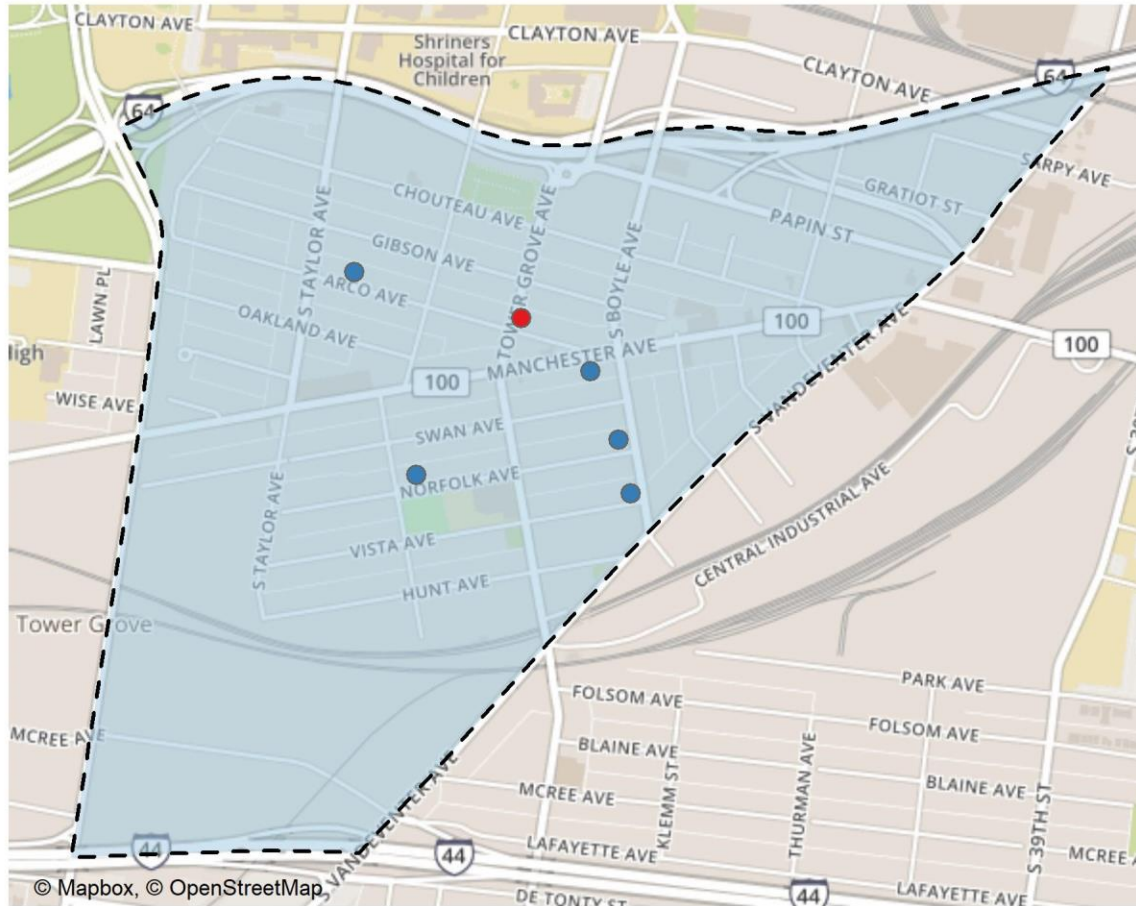 CLAYTON AVE
Shriners
Hospital for
Children
CLAYTON AVE
CLAYTON AVE
64
64
SARPY AVE
GRATIOT ST
PAPIN ST
CHOUTEAU AVE
GIBSON AVE
ARCO AVE
OAKLAND AVE
S TAYLOR AVE
TOWER GROVE AVE
S BOYLE AVE
LAWN PL
High
WISE AVE
MANCHESTER AVE
100
100
100
S VANDEVENTER AVE
SWAN AVE
NORFOLK AVE
S TAYLOR AVE
VISTA AVE
HUNT AVE
CENTRAL INDUSTRIAL AVE
Tower Grove
MCREE AVE
PARK AVE
FOLSOM AVE
FOLSOM AVE
BLAINE AVE
BLAINE AVE
MCREE AVE
KLEMM ST
THURMAN AVE
S 39TH ST
MCREE
LAFAYETTE AVE
LAFAYETTE AVE
44
44
44
S VANDEVENTER AVE
DE TONTY ST
© Mapbox, © OpenStreetMap